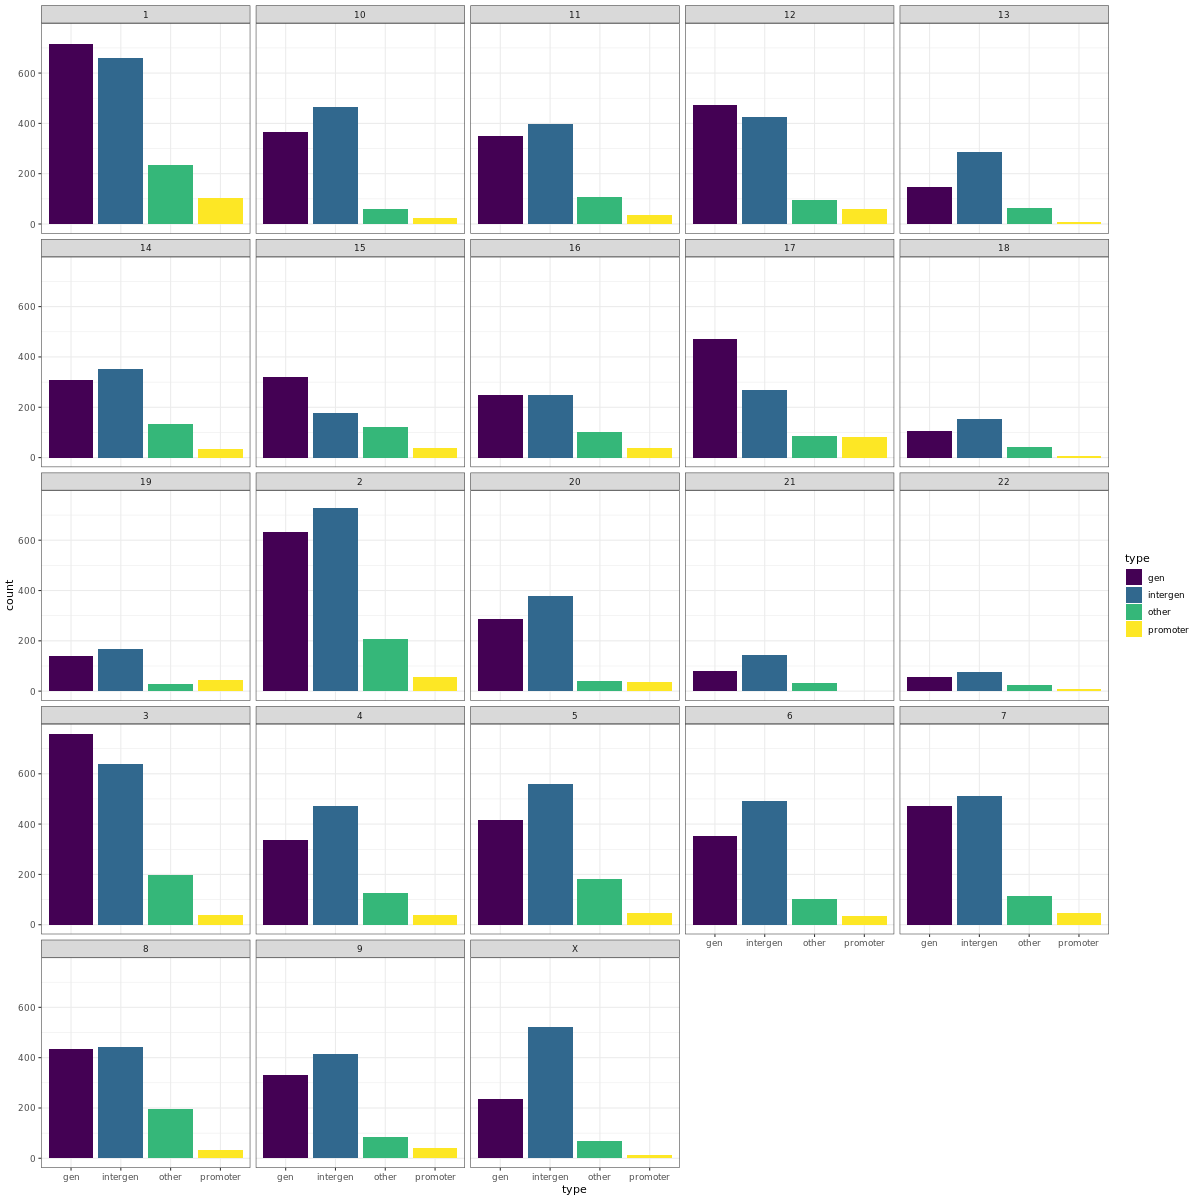 1 10 11 12 13
600
400
200
0
14 15 16 17 18
600
400
200
0
19 2 20 21 22
600
400
200
0
count
type
gen
intergen
other
promoter
3 4 5 6 7
600
400
200
0
gen intergen other promoter gen intergen other promoter
8 9 X
600
400
200
0
gen intergen other promoter gen intergen other promoter gen intergen other promoter
type